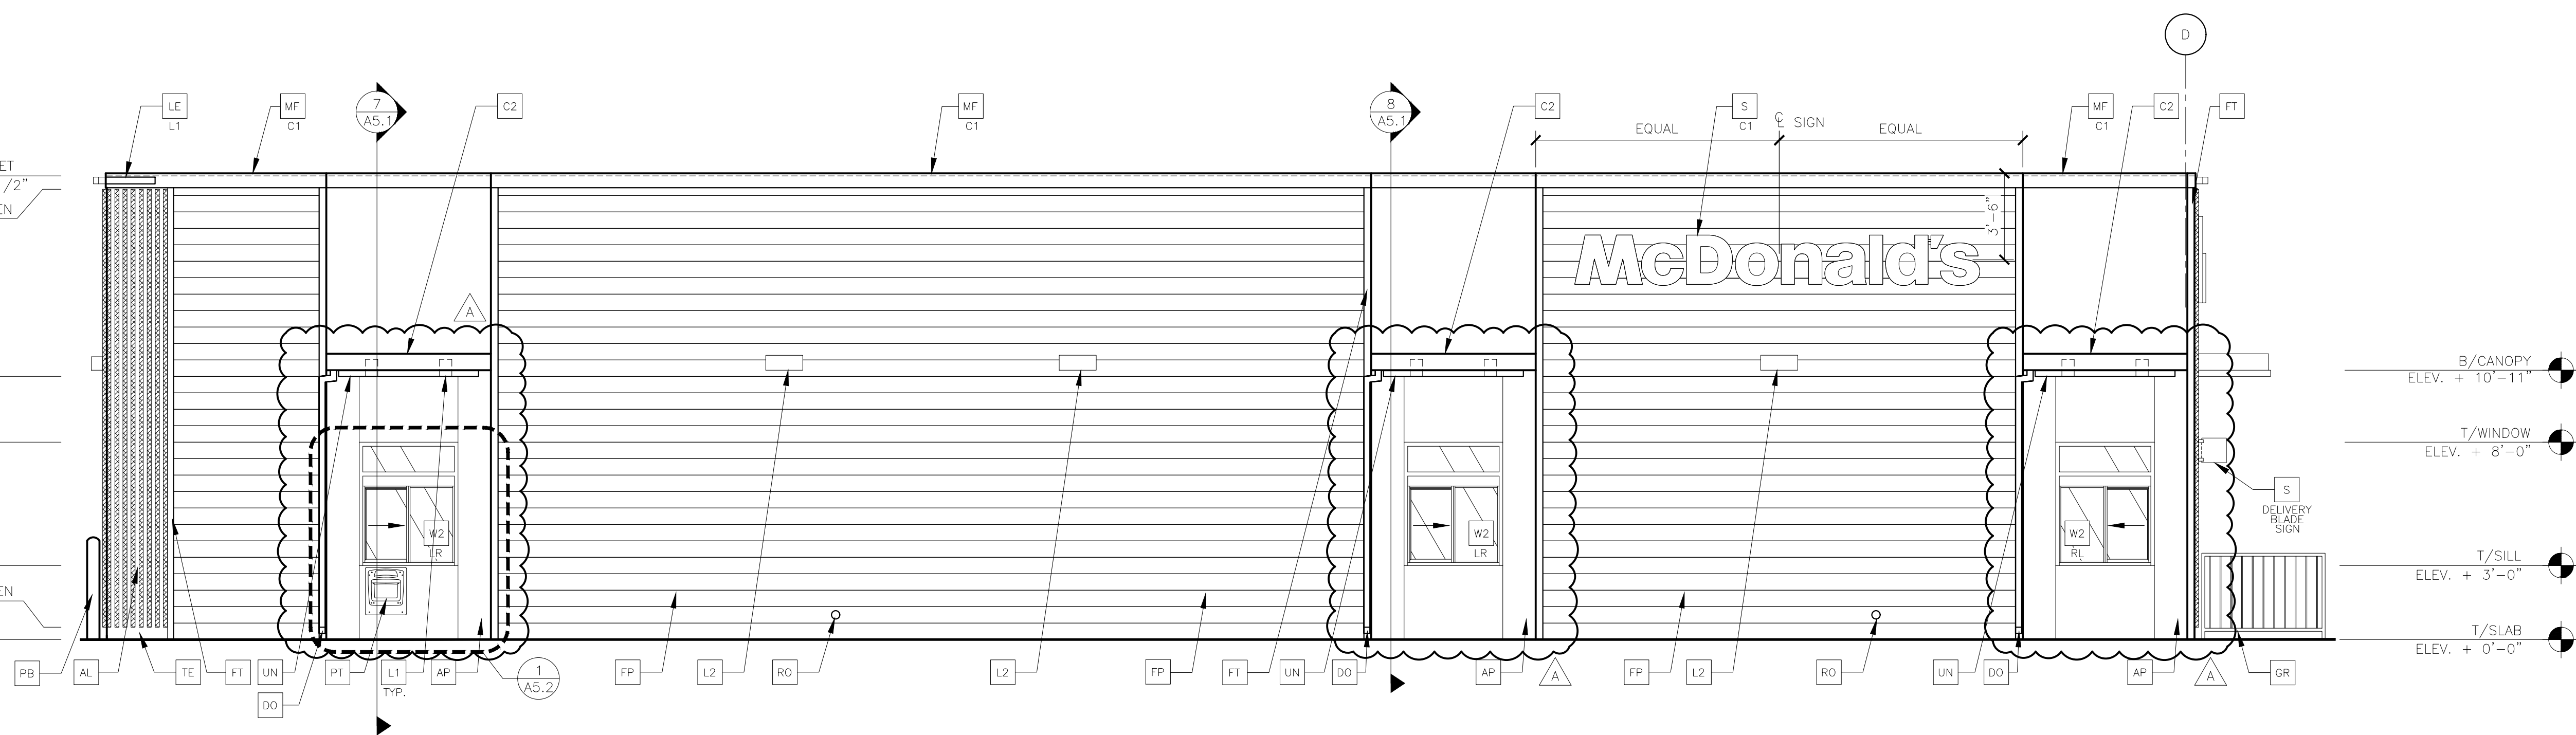 D
LE
L1
MF
C1
7
A5.1
C2
MF
C1
8
A5.1
C2
S
C1
EQUAL
℄ SIGN
EQUAL
MF
C1
C2
FT
ET
/2"
EN
3'-6"
McDonald's
A
B/CANOPY
ELEV. + 10'-11"
T/WINDOW
ELEV. + 8'-0"
S
DELIVERY
BLADE
SIGN
W2
LR
W2
LR
W2
RL
T/SILL
ELEV. + 3'-0"
EN
T/SLAB
ELEV. + 0'-0"
PB
AL
TE
FT
UN
PT
L1
TYP.
AP
1
A5.2
FP
L2
RO
L2
FP
FT
UN
DO
AP
A
FP
L2
RO
UN
DO
AP
A
GR
DO